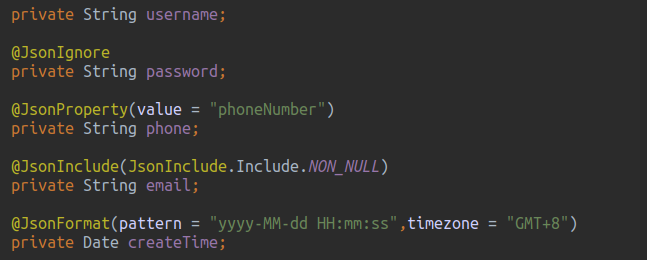 private String username;
@JsonIgnore
private String password;
@JsonProperty(value = "phoneNumber")
private String phone;
@JsonInclude(JsonInclude.Include.NON_NULL)
private String email;
@JsonFormat(pattern = "yyyy-MM-dd HH:mm:ss",timezone = "GMT+8")
private Date createTime;